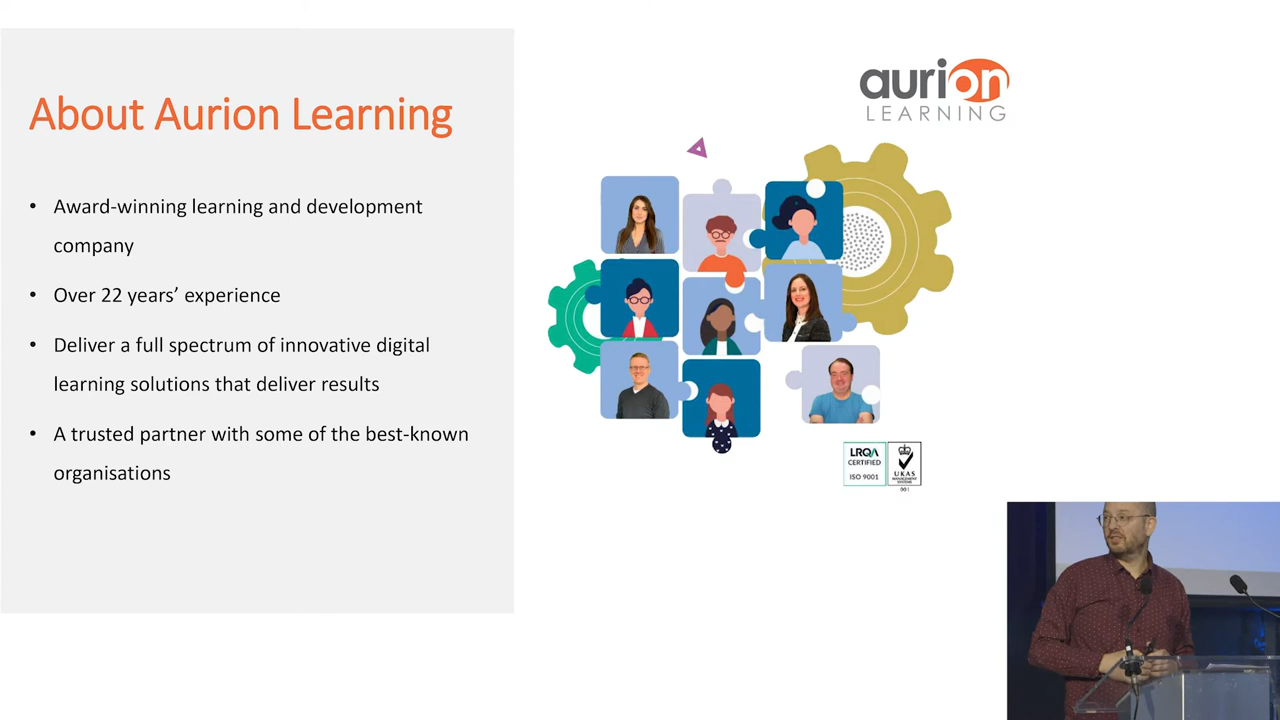 About Aurion Learning
• Award-winning learning and development
company
• Over 22 years’ experience
• Deliver a full spectrum of innovative digital
learning solutions that deliver results
• A trusted partner with some of the best-known
organisations
aurion
LEARNING
LRQA
CERTIFIED
ISO 9001
UKAS
MANAGEMENT
SYSTEMS
001